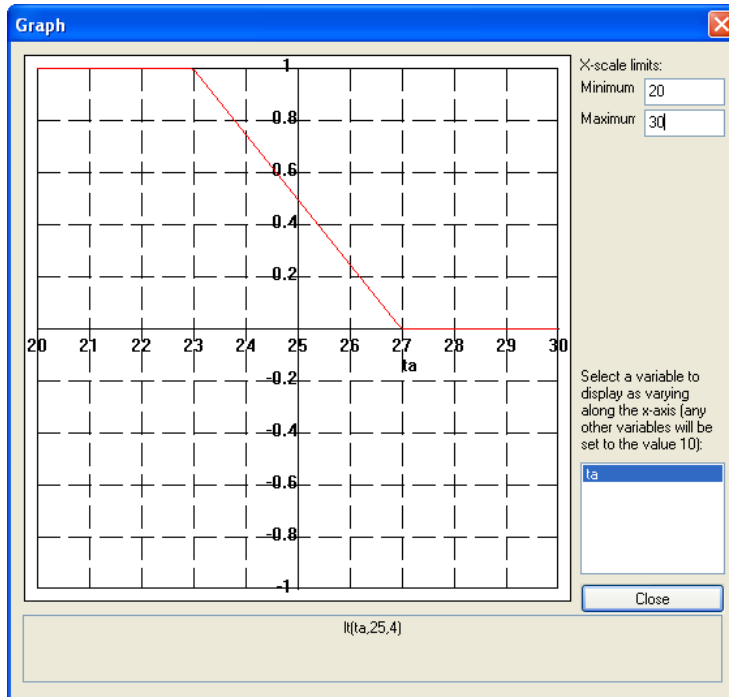 Graph
X-scale limits:
Minimum 20
Maximum 30
1
0.8
0.6
0.4
0.2
20 21 22 23 24 25 26 27 28 29 30
ta
-0.2
-0.4
-0.6
-0.8
-1
Select a variable to
display as varying
along the x-axis (any
other variables will be
set to the value 10):
ta
Close
lt(ta,25,4)